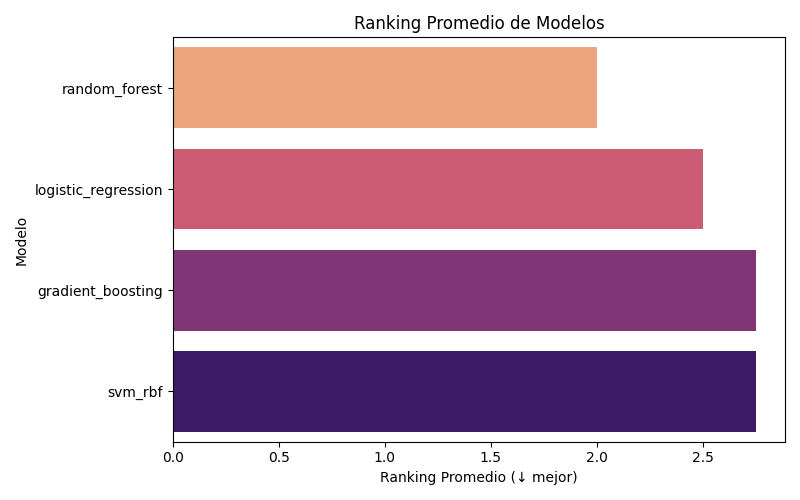 Ranking Promedio de Modelos
random_forest
logistic_regression
gradient_boosting
svm_rbf
Modelo
0.0 0.5 1.0 1.5 2.0 2.5
Ranking Promedio (↓ mejor)